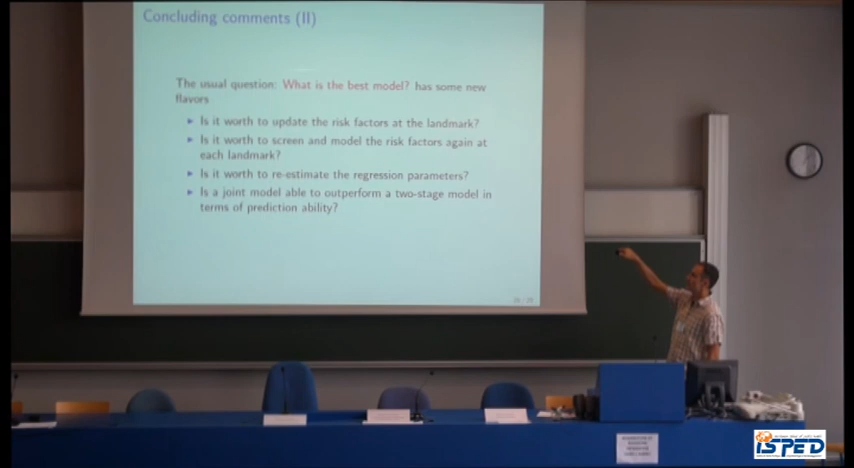 Concluding comments (II)
The usual question: What is the best model? has some new
flavors
Is it worth to update the risk factors at the landmark?
Is it worth to screen and model the risk factors again at
each landmark?
Is it worth to re-estimate the regression parameters?
Is a joint model able to outperform a two-stage model in
terms of prediction ability?
ISPED